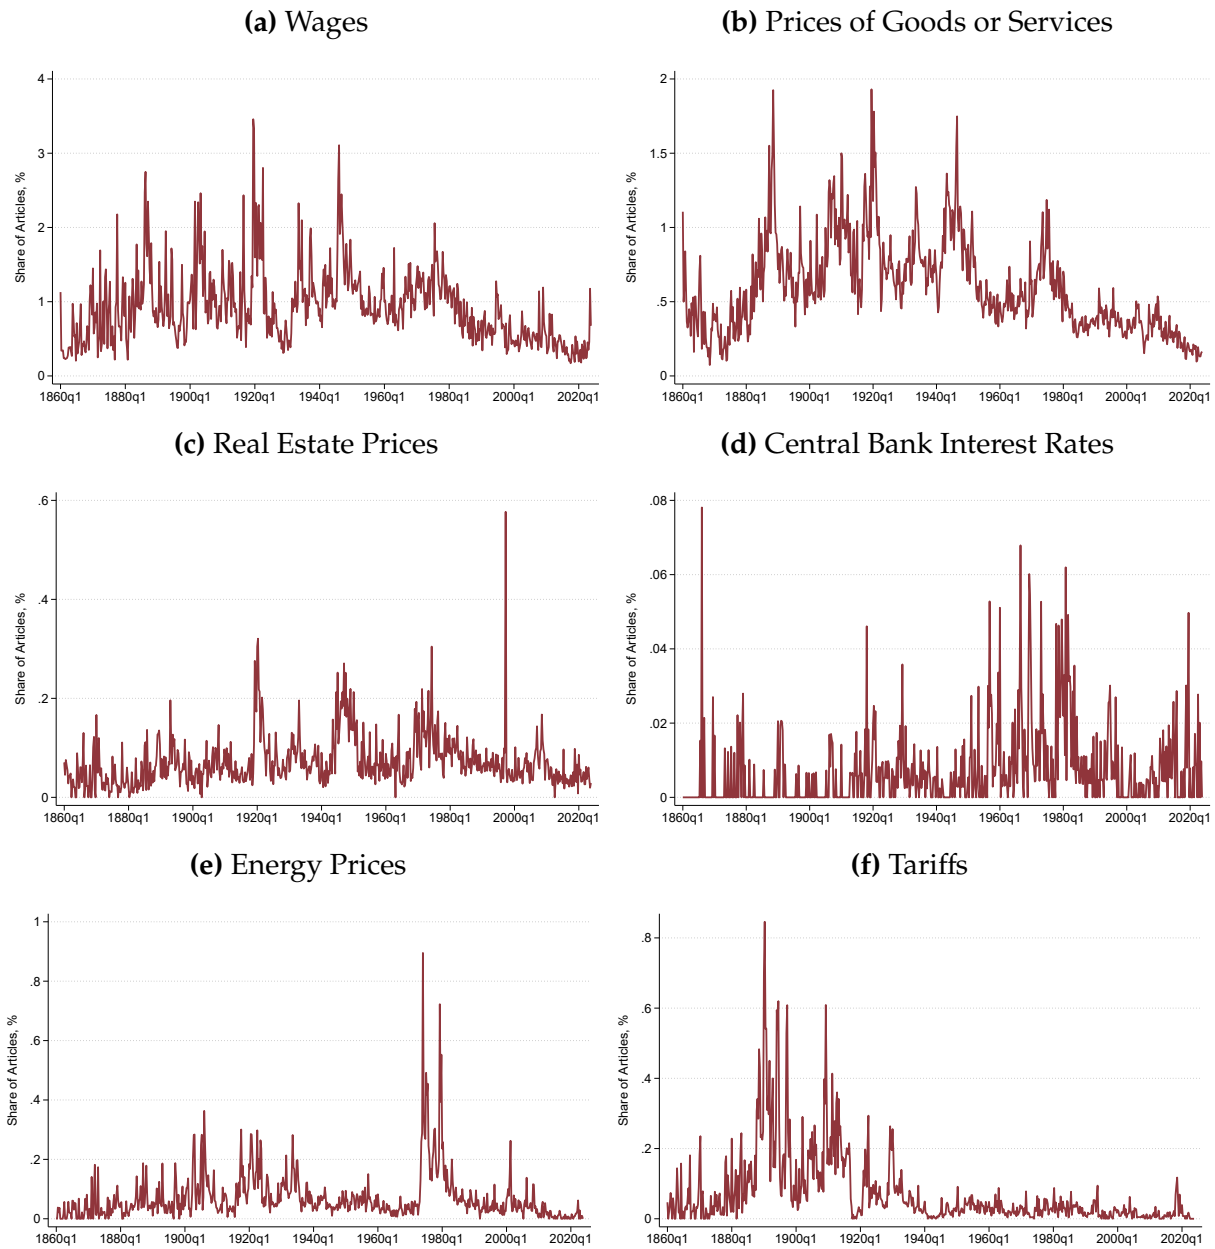 (a) Wages
Share of Articles, %
4
3
2
1
0
1860q1 1880q1 1900q1 1920q1 1940q1 1960q1 1980q1 2000q1 2020q1
(b) Prices of Goods or Services
Share of Articles, %
2
1.5
1
.5
0
1860q1 1880q1 1900q1 1920q1 1940q1 1960q1 1980q1 2000q1 2020q1
(c) Real Estate Prices
Share of Articles, %
.6
.4
.2
0
1860q1 1880q1 1900q1 1920q1 1940q1 1960q1 1980q1 2000q1 2020q1
(d) Central Bank Interest Rates
Share of Articles, %
.08
.06
.04
.02
0
1860q1 1880q1 1900q1 1920q1 1940q1 1960q1 1980q1 2000q1 2020q1
(e) Energy Prices
Share of Articles, %
1
.8
.6
.4
.2
0
1860q1 1880q1 1900q1 1920q1 1940q1 1960q1 1980q1 2000q1 2020q1
(f) Tariffs
Share of Articles, %
.8
.6
.4
.2
0
1860q1 1880q1 1900q1 1920q1 1940q1 1960q1 1980q1 2000q1 2020q1